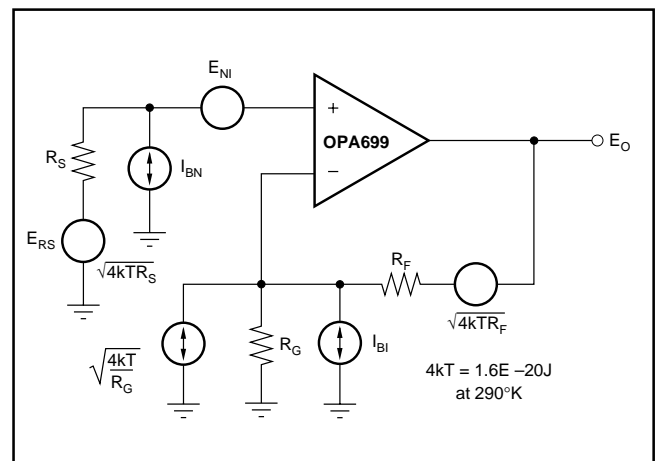 E_NI
+
OPA699
−
E_O
R_S
I_BN
E_RS
√4kTR_S
R_F
√4kTR_F
√4kT/R_G
R_G
I_BI
4kT = 1.6E –20J
at 290°K